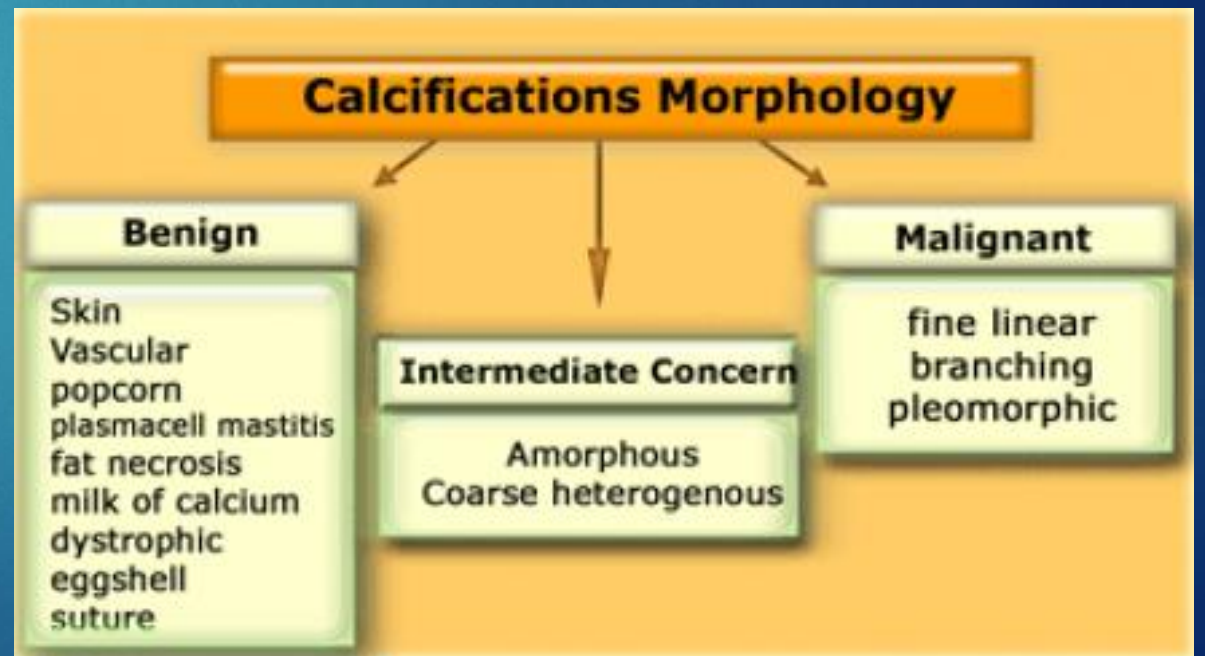 Calcifications Morphology
Benign
Skin
Vascular
popcorn
plasmacell mastitis
fat necrosis
milk of calcium
dystrophic
eggshell
suture
Intermediate Concern
Amorphous
Coarse heterogenous
Malignant
fine linear
branching
pleomorphic